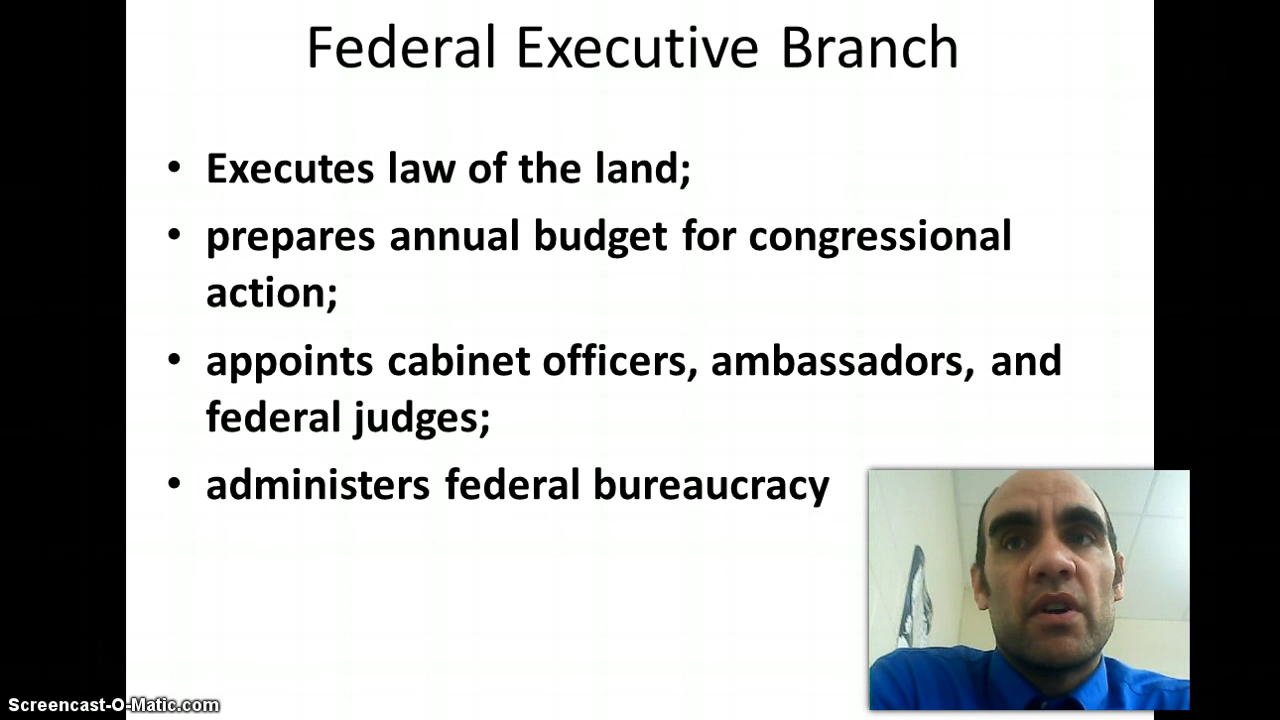 Federal Executive Branch
• Executes law of the land;
• prepares annual budget for congressional
action;
• appoints cabinet officers, ambassadors, and
federal judges;
• administers federal bureaucracy
Screencast-O-Matic.com